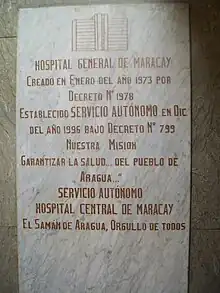 HOSPITAL GENERAL DE MARACAY
CREADO EN ENERO DEL AÑO 1973 POR
DECRETO Nº 1978
ESTABLECIDO SERVICIO AUTÓNOMO EN DIC
DEL AÑO 1996 BAJO DECRETO Nº 799
NUESTRA MISIÓN
GARANTIZAR LA SALUD... DEL PUEBLO DE
ARAGUA..."
SERVICIO AUTÓNOMO
HOSPITAL CENTRAL DE MARACAY
EL SAMÁN DE ARAGUA, ORGULLO DE TODOS